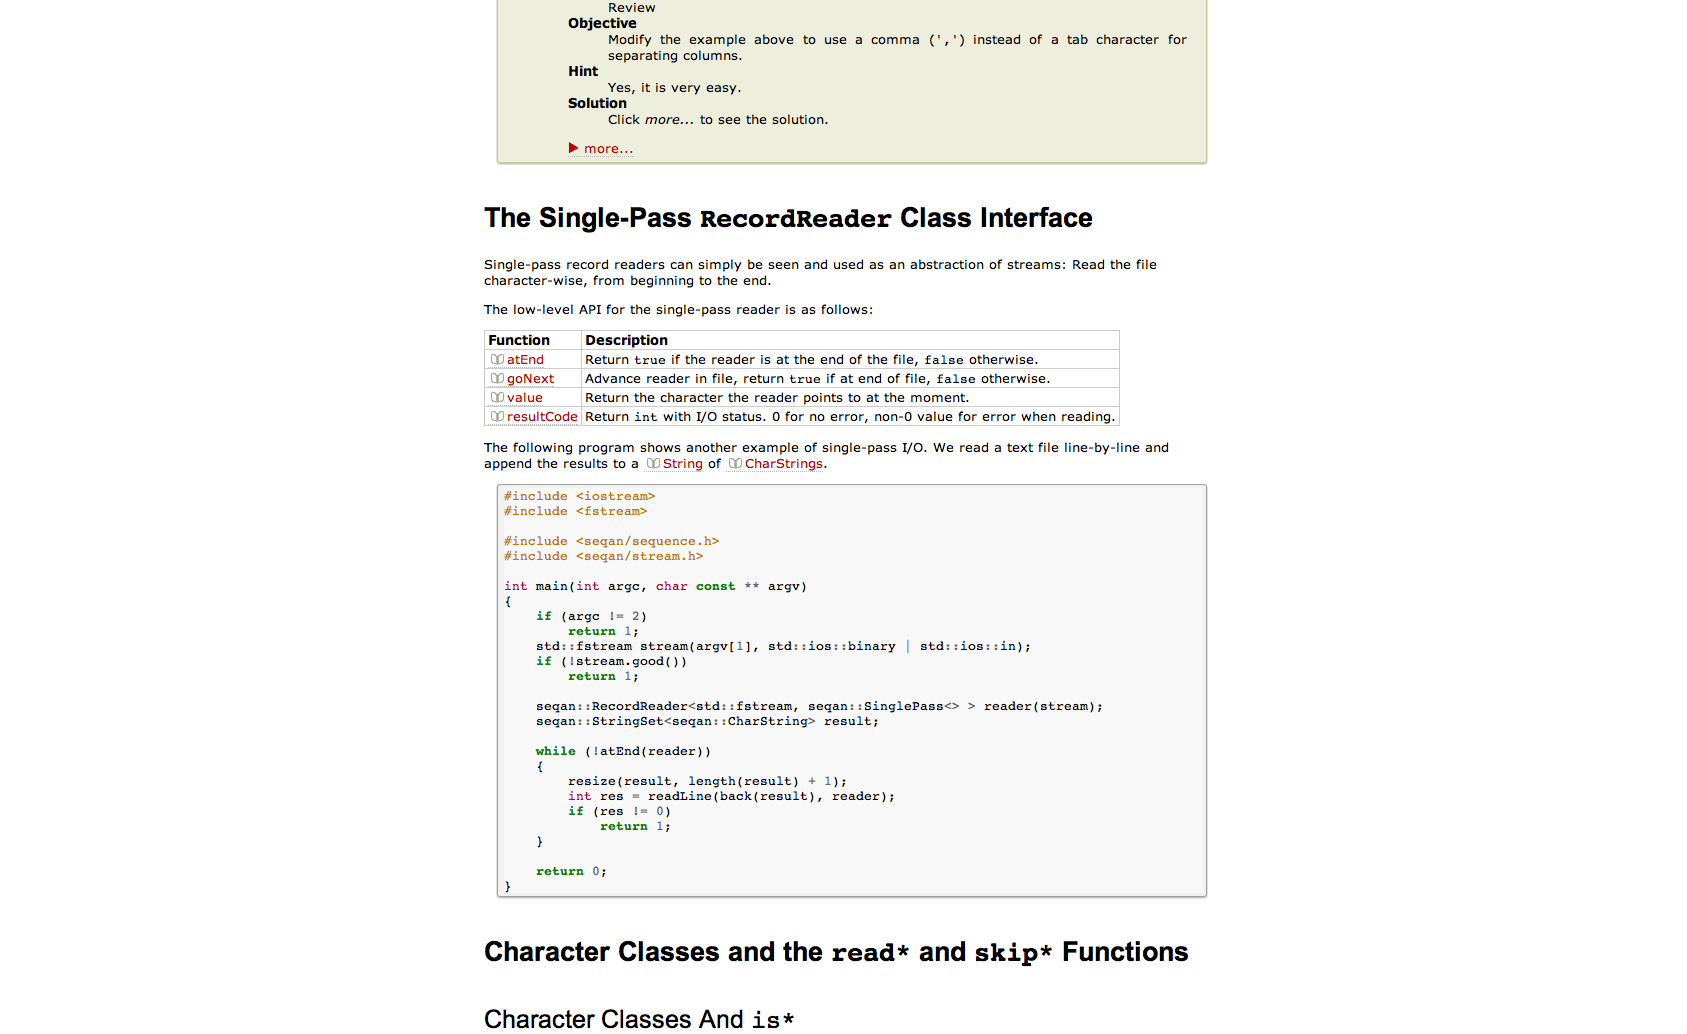 Review
Objective
Modify the example above to use a comma (',') instead of a tab character for
separating columns.
Hint
Yes, it is very easy.
Solution
Click more... to see the solution.
more...
The Single-Pass RecordReader Class Interface
Single-pass record readers can simply be seen and used as an abstraction of streams: Read the file
character-wise, from beginning to the end.
The low-level API for the single-pass reader is as follows:
Function Description
atEnd Return true if the reader is at the end of the file, false otherwise.
goNext Advance reader in file, return true if at end of file, false otherwise.
value Return the character the reader points to at the moment.
resultCode Return int with I/O status. 0 for no error, non-0 value for error when reading.
The following program shows another example of single-pass I/O. We read a text file line-by-line and
append the results to a String of CharStrings.
#include <iostream>
#include <fstream>
#include <seqan/sequence.h>
#include <seqan/stream.h>
int main(int argc, char const ** argv)
{
    if (argc != 2)
        return 1;
    std::fstream stream(argv[1], std::ios::binary | std::ios::in);
    if (!stream.good())
        return 1;
    seqan::RecordReader<std::fstream, seqan::SinglePass<> > reader(stream);
    seqan::StringSet<seqan::CharString> result;
    while (!atEnd(reader))
    {
        resize(result, length(result) + 1);
        int res = readLine(back(result), reader);
        if (res != 0)
            return 1;
    }
    return 0;
}
Character Classes and the read* and skip* Functions
Character Classes And is*